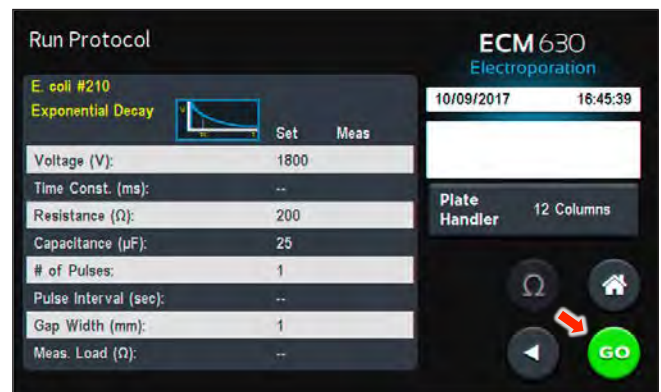 Run Protocol
ECM 630
Electroporation
E. coli #210
Exponential Decay
Set Meas
10/09/2017 16:45:39
Voltage (V): 1800
Time Const. (ms): --
Resistance (Ω): 200
Capacitance (µF): 25
# of Pulses: 1
Pulse Interval (sec): --
Gap Width (mm): 1
Meas. Load (Ω): --
Plate
Handler
12 Columns
Ω
GO